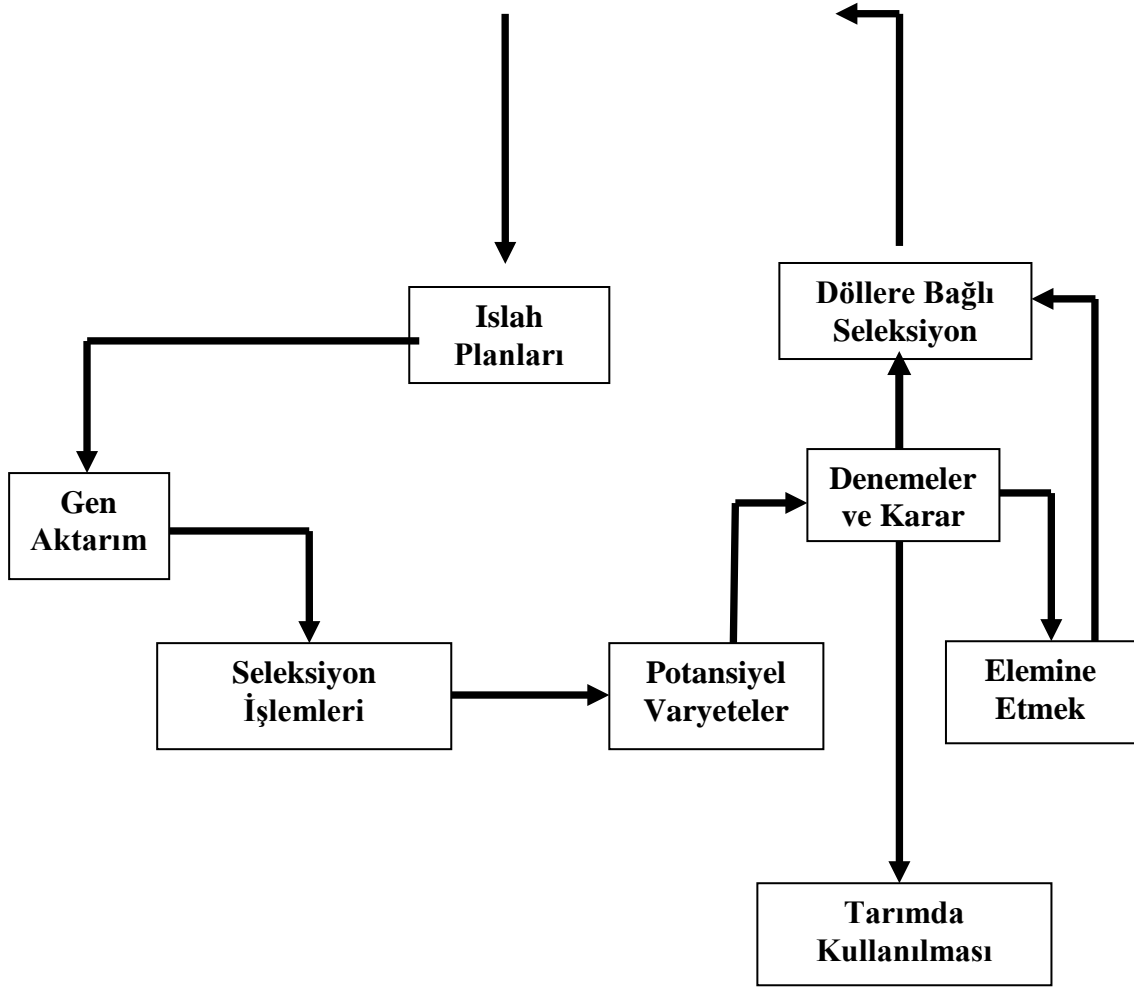 Islah
Planları
Döllere Bağlı
Seleksiyon
Gen
Aktarım
Denemeler
ve Karar
Seleksiyon
İşlemleri
Potansiyel
Varyeteler
Elemine
Etmek
Tarımda
Kullanılması